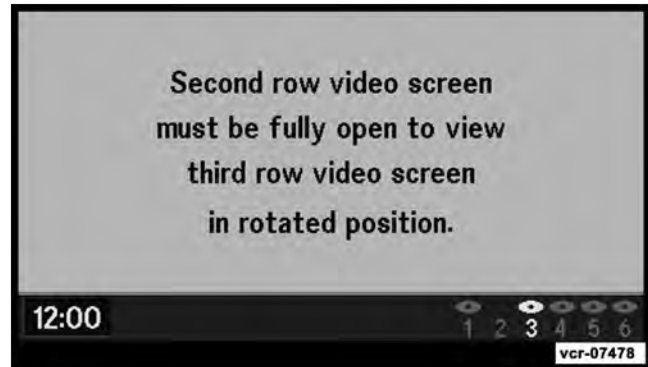 Second row video screen
must be fully open to view
third row video screen
in rotated position.
12:00 1 2 3 4 5 6
vcr-07478